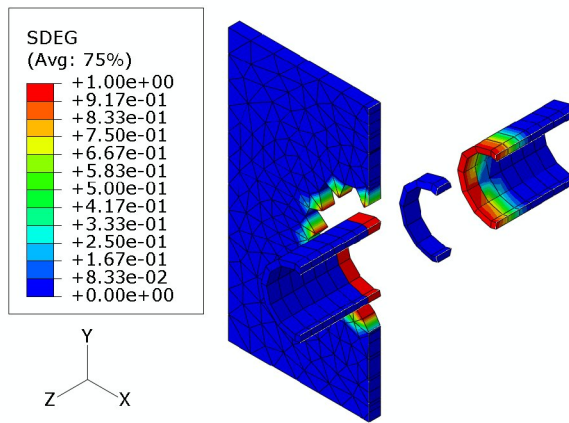 SDEG
(Avg: 75%)
+1.00e+00
+9.17e-01
+8.33e-01
+7.50e-01
+6.67e-01
+5.83e-01
+5.00e-01
+4.17e-01
+3.33e-01
+2.50e-01
+1.67e-01
+8.33e-02
+0.00e+00
Y
Z
X